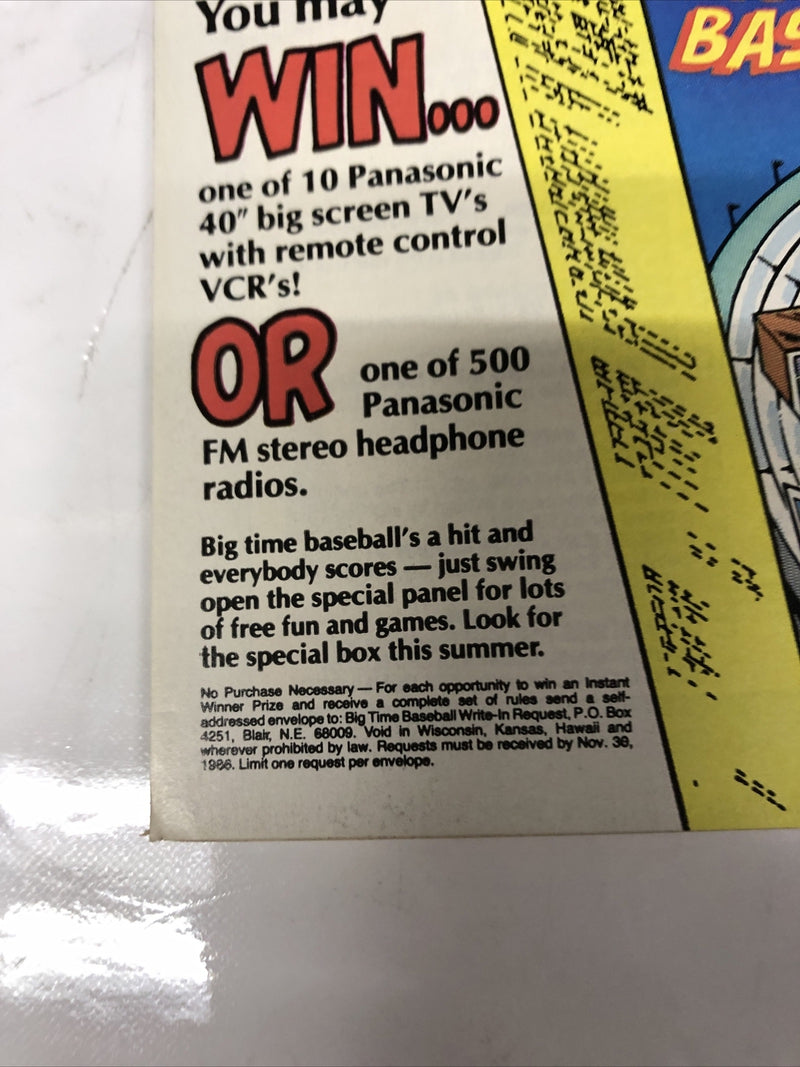 You may
WIN...
one of 10 Panasonic
40" big screen TV's
with remote control
VCR's!
OR one of 500
Panasonic
FM stereo headphone
radios.
Big time baseball's a hit and
everybody scores — just swing
open the special panel for lots
of free fun and games. Look for
the special box this summer.
No Purchase Necessary — For each opportunity to win an Instant
Winner Prize and receive a complete set of rules send a self-
addressed envelope to: Big Time Baseball Write-In Request, P.O. Box
4251, Blair, N.E. 68009. Void in Wisconsin, Kansas, Hawaii and
wherever prohibited by law. Requests must be received by Nov. 30,
1986. Limit one request per envelope.
BAS